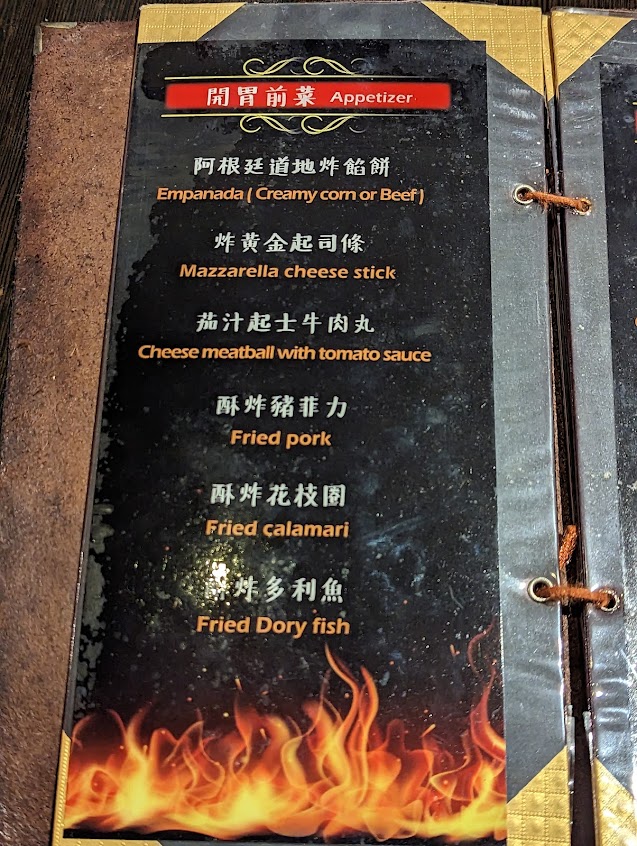 開胃前菜 Appetizer
阿根廷道地炸餡餅
Empanada ( Creamy corn or Beef )
炸黃金起司條
Mazzarella cheese stick
茄汁起士牛肉丸
Cheese meatball with tomato sauce
酥炸豬菲力
Fried pork
酥炸花枝圈
Fried calamari
酥炸多利魚
Fried Dory fish